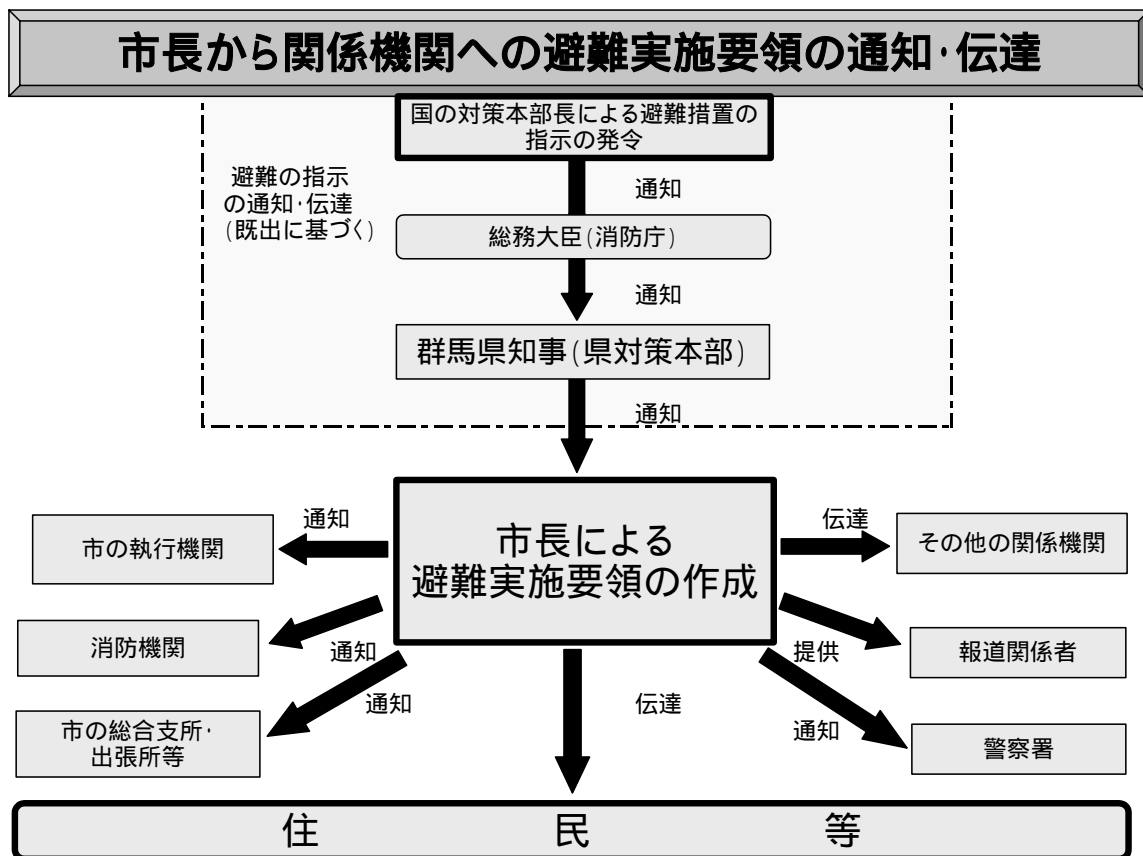 市長から関係機関への避難実施要領の通知・伝達
国の対策本部長による避難措置の
指示の発令
避難の指示
の通知・伝達
(既出に基づく)
通知
総務大臣(消防庁)
通知
群馬県知事(県対策本部)
通知
市長による
避難実施要領の作成
通知
市の執行機関
伝達
その他の関係機関
消防機関
通知
提供
報道関係者
市の総合支所・
出張所等
通知
伝達
通知
警察署
住 民 等